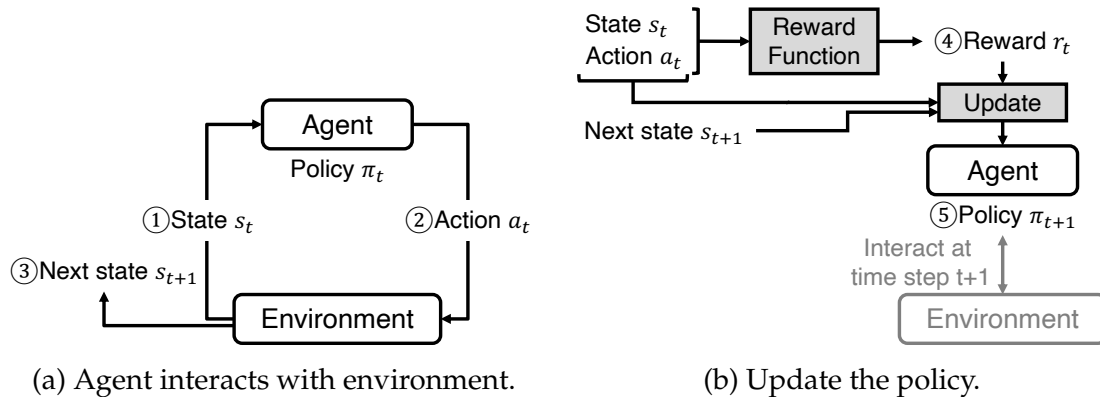 Agent
Policy π_t
①State s_t
②Action a_t
③Next state s_{t+1}
Environment
(a) Agent interacts with environment.
State s_t
Action a_t
Reward
Function
④Reward r_t
Update
Next state s_{t+1}
Agent
⑤Policy π_{t+1}
Interact at
time step t+1
Environment
(b) Update the policy.